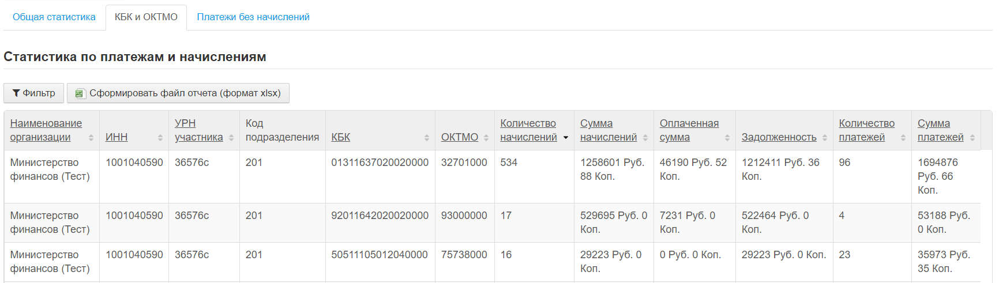 Общая статистика КБК и ОКТМО Платежи без начислений
Статистика по платежам и начислениям
Фильтр Сформировать файл отчета (формат xlsx)
Наименование организации ИНН УРН участника Код подразделения КБК ОКТМО Количество начислений Сумма начислений Оплаченная сумма Задолженность Количество платежей Сумма платежей
Министерство финансов (Тест) 1001040590 36576c 201 01311637020020000 32701000 534 1258601 Руб. 88 Коп. 46190 Руб. 52 Коп. 1212411 Руб. 36 Коп. 96 1694876 Руб. 66 Коп.
Министерство финансов (Тест) 1001040590 36576c 201 92011642020020000 93000000 17 529695 Руб. 0 Коп. 7231 Руб. 0 Коп. 522464 Руб. 0 Коп. 4 53188 Руб. 0 Коп.
Министерство финансов (Тест) 1001040590 36576c 201 50511105012040000 75738000 16 29223 Руб. 0 Коп. 0 Руб. 0 Коп. 29223 Руб. 0 Коп. 23 35973 Руб. 35 Коп.